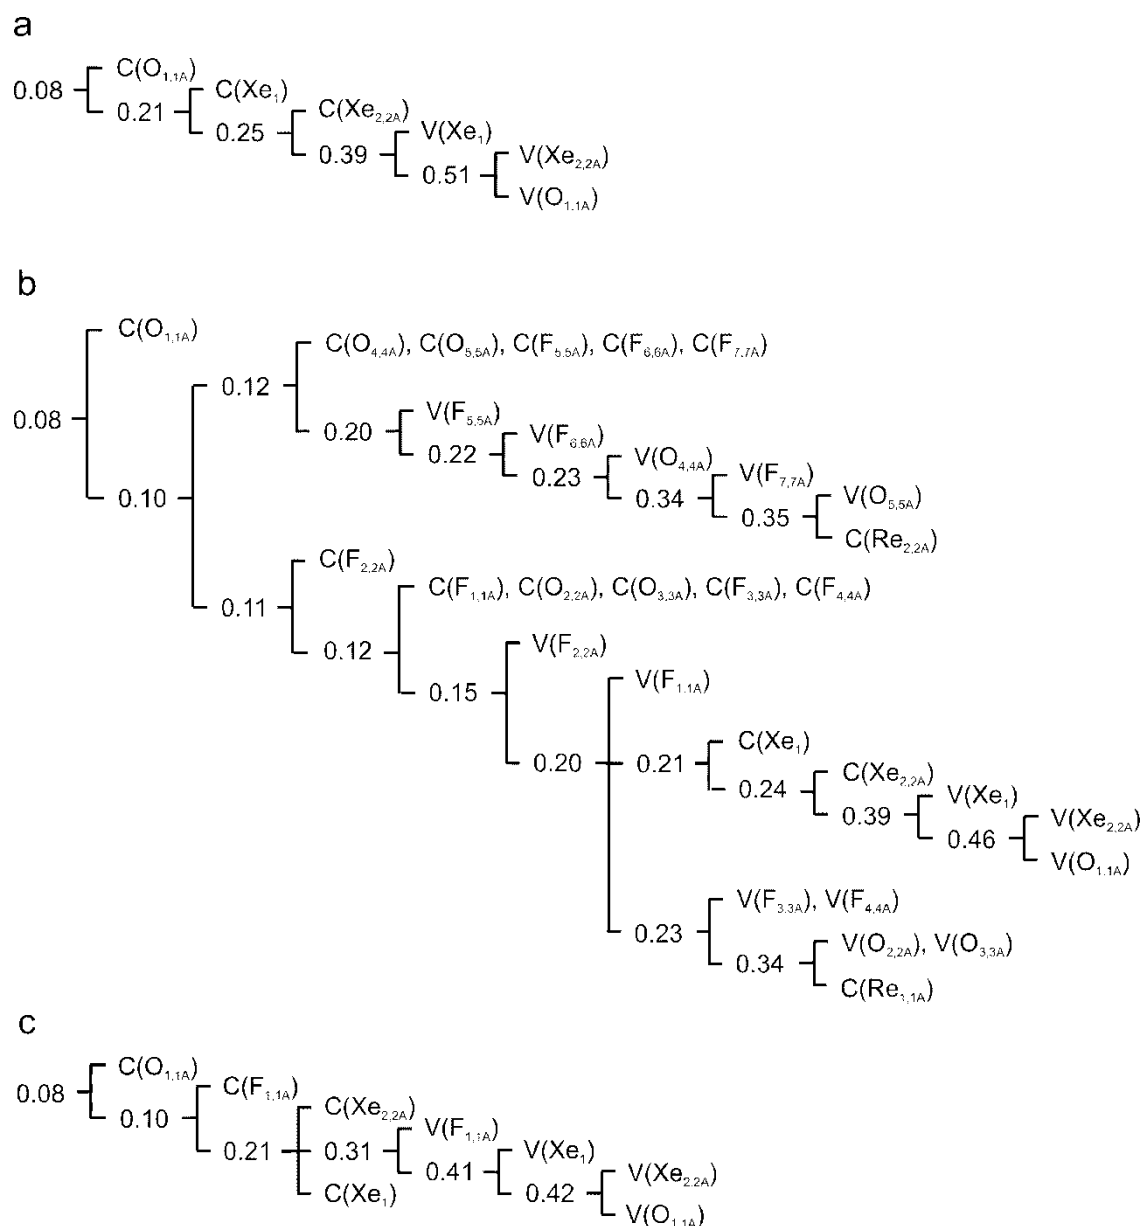 a
C(O1,1A)
0.08
C(Xe1)
0.21
C(Xe2,2A)
0.25
V(Xe1)
0.39
V(Xe2,2A)
0.51
V(O1,1A)
b
C(O1,1A)
C(O4,4A), C(O5,5A), C(F5,5A), C(F6,6A), C(F7,7A)
0.12
V(F5,5A)
0.08
0.20
V(F6,6A)
0.22
V(O4,4A)
0.23
V(F7,7A)
0.10
0.34
V(O5,5A)
0.35
C(Re2,2A)
C(F2,2A)
C(F1,1A), C(O2,2A), C(O3,3A), C(F3,3A), C(F4,4A)
0.11
V(F2,2A)
0.12
V(F1,1A)
0.15
C(Xe1)
0.20
0.21
C(Xe2,2A)
0.24
V(Xe1)
0.39
V(Xe2,2A)
0.46
V(O1,1A)
V(F3,3A), V(F4,4A)
0.23
V(O2,2A), V(O3,3A)
0.34
C(Re1,1A)
c
C(O1,1A)
0.08
C(F1,1A)
0.10
C(Xe2,2A)
V(F1,1A)
0.21
0.31
V(Xe1)
0.41
V(Xe2,2A)
C(Xe1)
0.42
V(O1,1A)